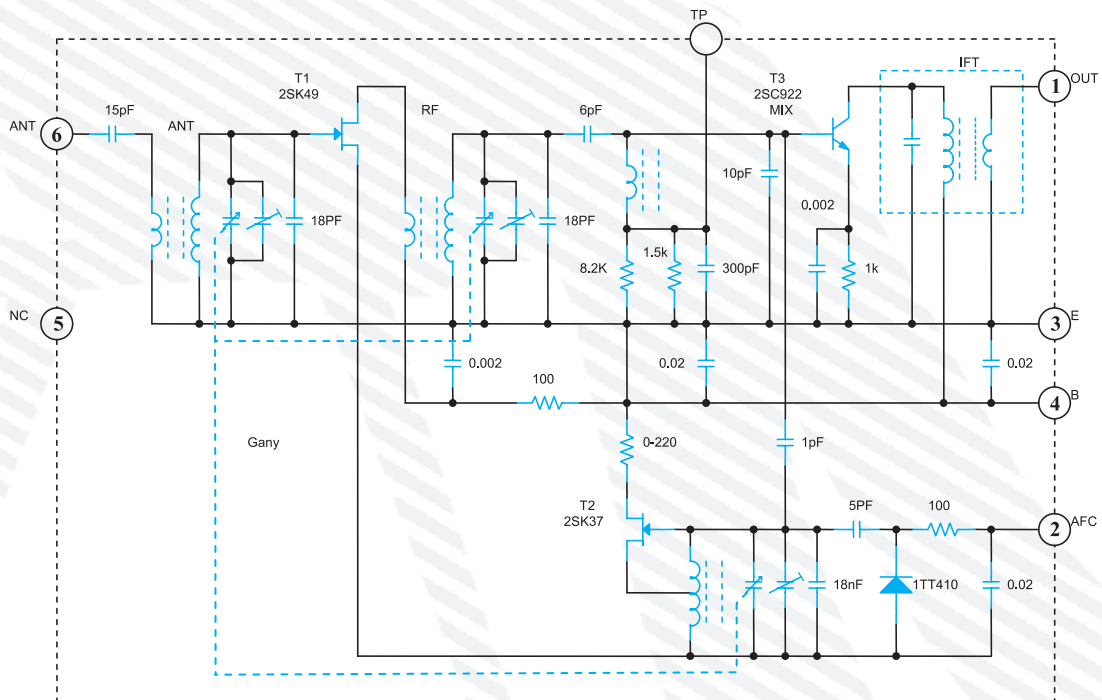 TP
T1
2SK49
T3
2SC922
MIX
IFT
1
OUT
15pF
ANT
6
ANT
RF
6pF
10pF
0.002
18PF
18PF
8.2K
1.5k
300pF
1k
NC
5
3
E
0.002
0.02
0.02
100
4
B
Gany
0-220
1pF
T2
2SK37
5PF
100
2
AFC
18nF
1TT410
0.02